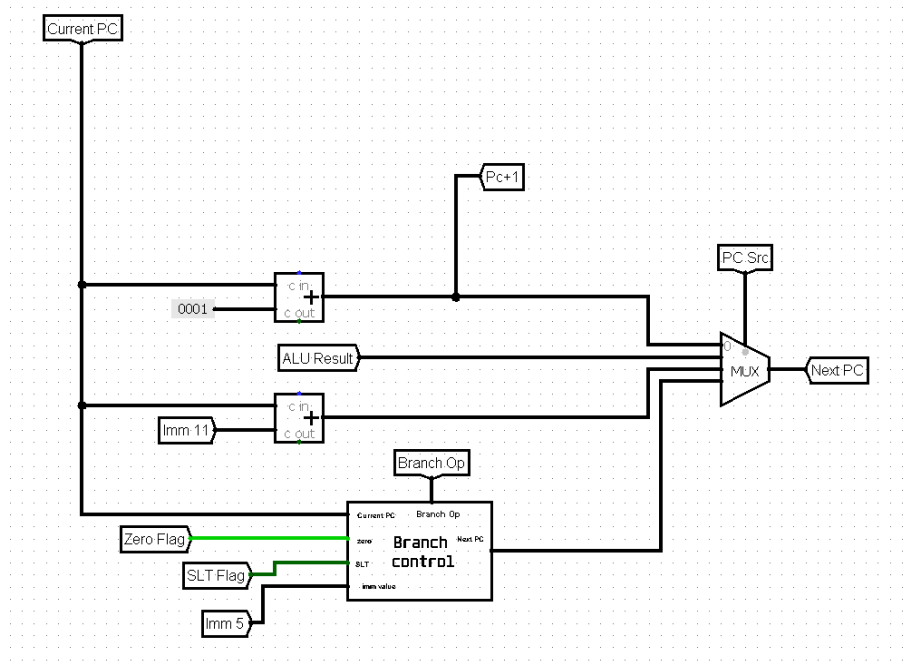 Current PC
Pc+1
PC Src
c in
+
0001
c out
0
ALU Result
MUX
Next PC
c in
+
Imm 11
c out
Branch Op
Current PC
Branch Op
Zero Flag
zero
Branch
control
Next PC
SLT
SLT Flag
imm value
Imm 5